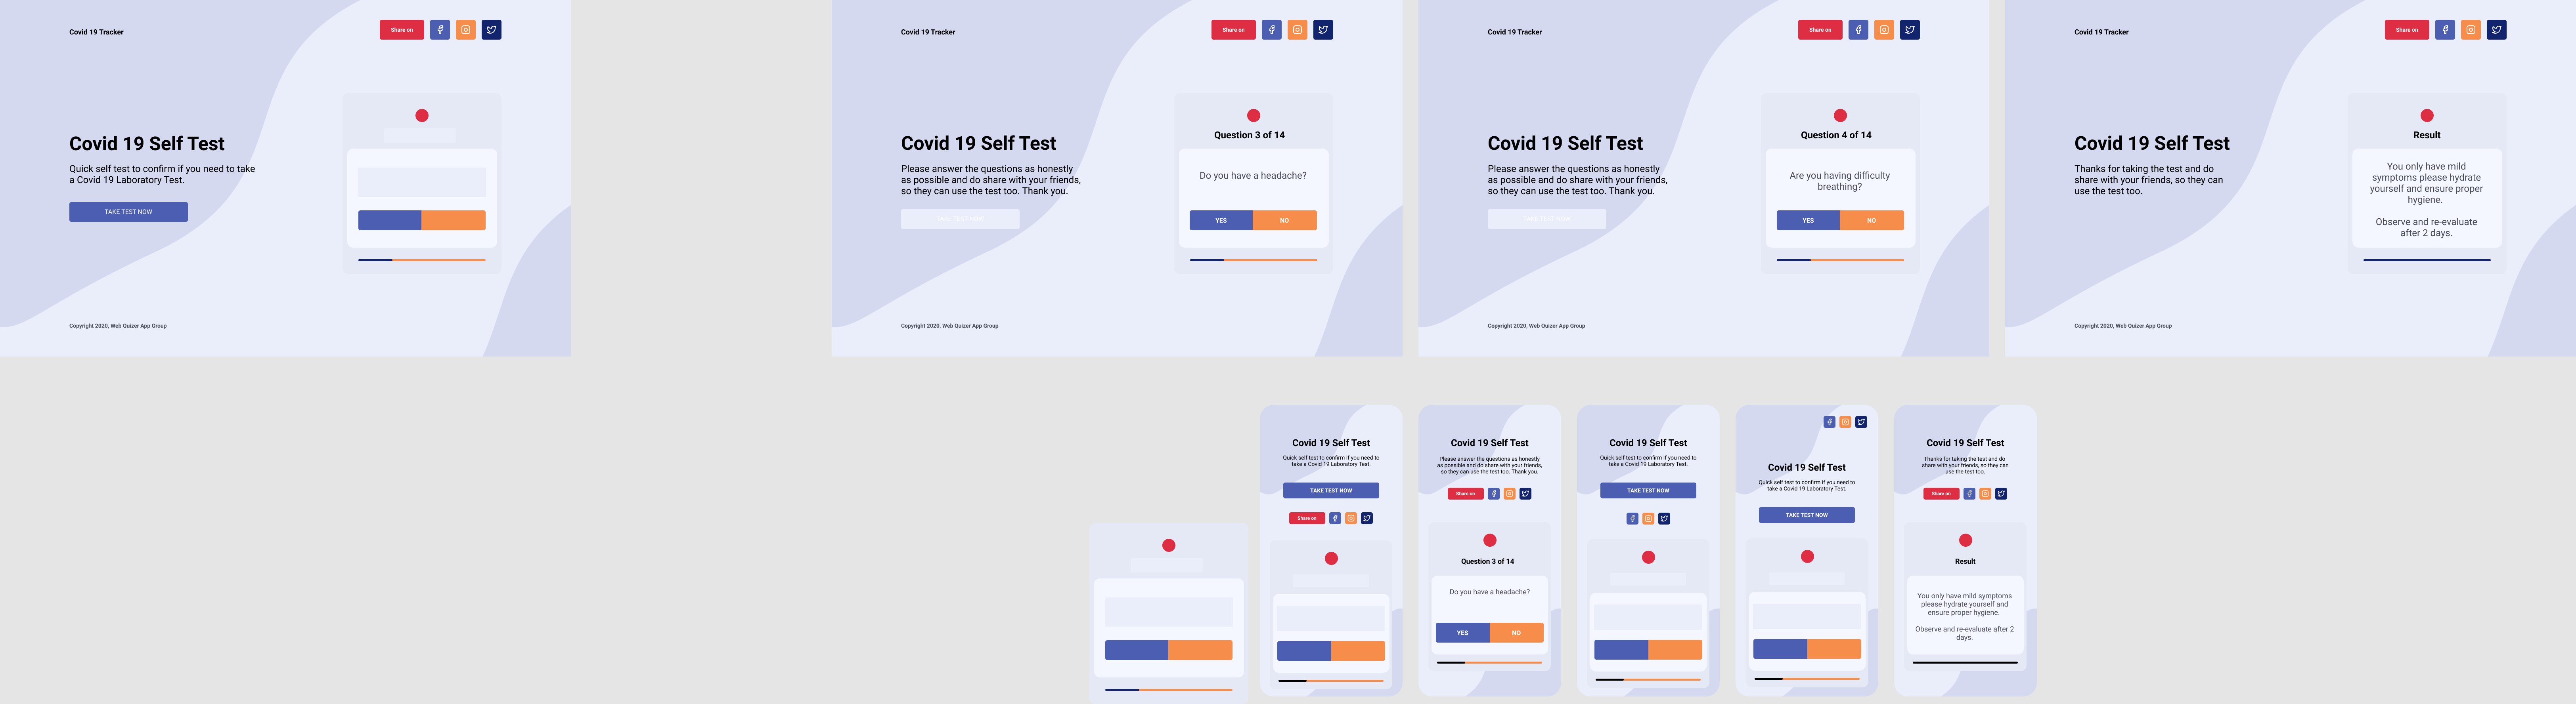 Covid 19 Tracker
Share on
Covid 19 Self Test
Quick self test to confirm if you need to take
a Covid 19 Laboratory Test.
TAKE TEST NOW
Copyright 2020, Web Quizer App Group
Covid 19 Tracker
Share on
Covid 19 Self Test
Please answer the questions as honestly
as possible and do share with your friends,
so they can use the test too. Thank you.
TAKE TEST NOW
Question 3 of 14
Do you have a headache?
YES
NO
Copyright 2020, Web Quizer App Group
Covid 19 Tracker
Share on
Covid 19 Self Test
Please answer the questions as honestly
as possible and do share with your friends,
so they can use the test too. Thank you.
TAKE TEST NOW
Question 4 of 14
Are you having difficulty
breathing?
YES
NO
Copyright 2020, Web Quizer App Group
Covid 19 Tracker
Share on
Covid 19 Self Test
Thanks for taking the test and do
share with your friends, so they can
use the test too.
Result
You only have mild
symptoms please hydrate
yourself and ensure proper
hygiene.
Observe and re-evaluate
after 2 days.
Copyright 2020, Web Quizer App Group
Covid 19 Self Test
Quick self test to confirm if you need to
take a Covid 19 Laboratory Test.
TAKE TEST NOW
Share on
Covid 19 Self Test
Please answer the questions as honestly
as possible and do share with your friends,
so they can use the test too. Thank you.
Share on
Question 3 of 14
Do you have a headache?
YES
NO
Covid 19 Self Test
Quick self test to confirm if you need to
take a Covid 19 Laboratory Test.
TAKE TEST NOW
Covid 19 Self Test
Quick self test to confirm if you need to
take a Covid 19 Laboratory Test.
TAKE TEST NOW
Covid 19 Self Test
Thanks for taking the test and do
share with your friends, so they can
use the test too.
Share on
Result
You only have mild symptoms
please hydrate yourself and
ensure proper hygiene.
Observe and re-evaluate after 2
days.